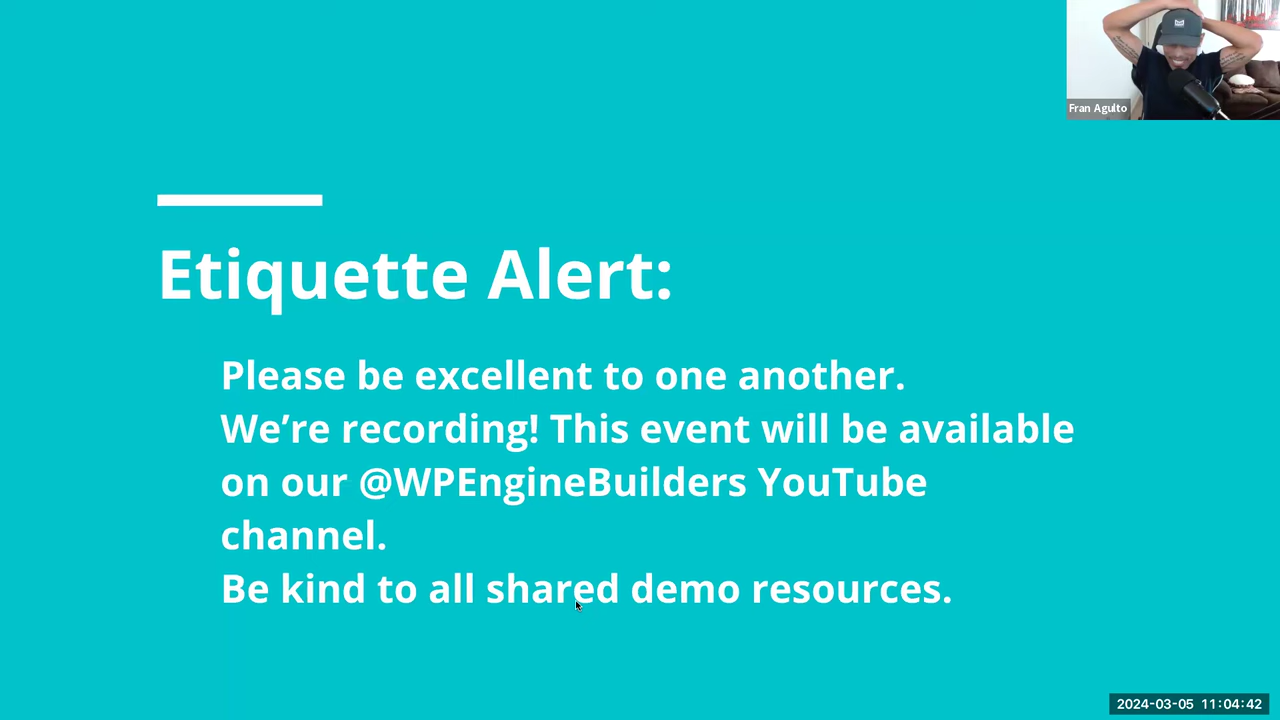 Fran Agulto
Etiquette Alert:
Please be excellent to one another.
We’re recording! This event will be available
on our @WPEngineBuilders YouTube
channel.
Be kind to all shared demo resources.
2024-03-05 11:04:42